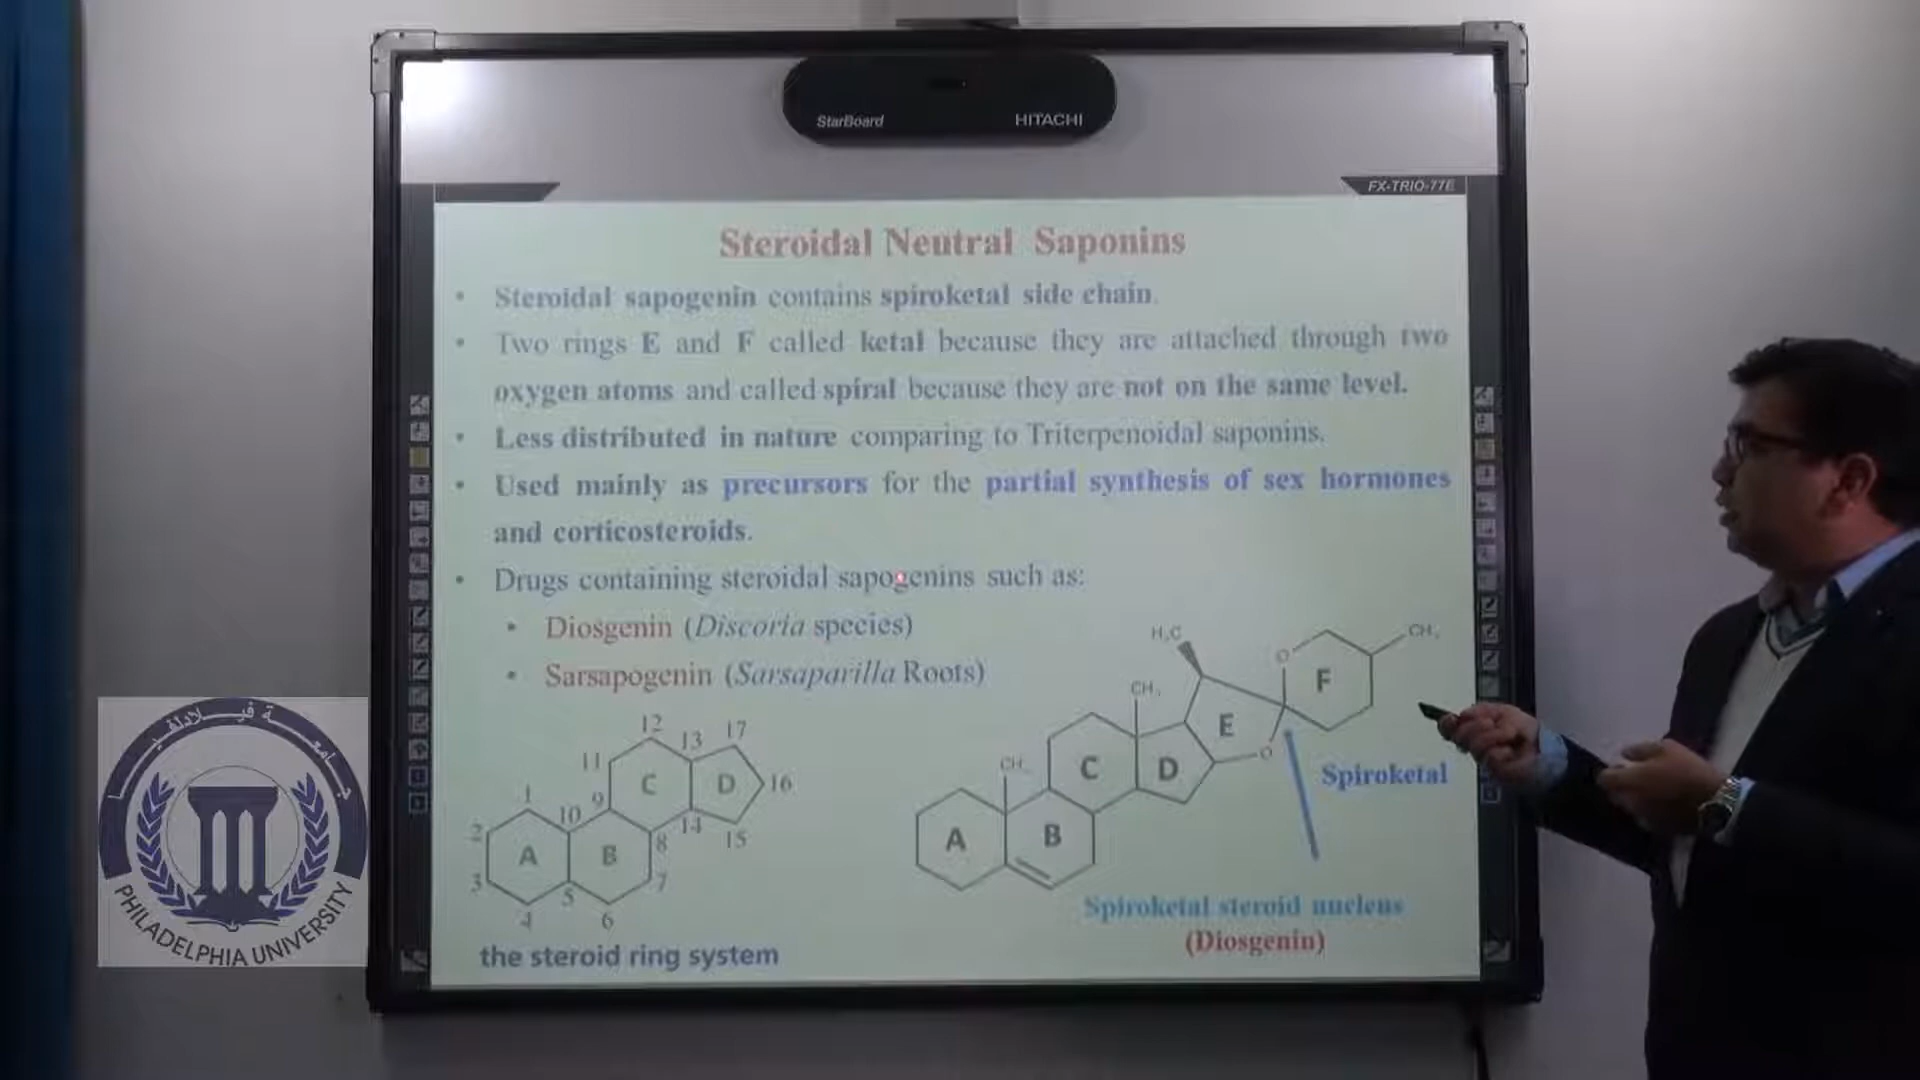 StarBoard
HITACHI
FX-TRIO-77E
Steroidal Neutral Saponins
• Steroidal sapogenin contains spiroketal side chain.
• Two rings E and F called ketal because they are attached through two
oxygen atoms and called spiral because they are not on the same level.
• Less distributed in nature comparing to Triterpenoidal saponins.
• Used mainly as precursors for the partial synthesis of sex hormones
and corticosteroids.
• Drugs containing steroidal sapogenins such as:
• Diosgenin (Discoria species)
• Sarsapogenin (Sarsaparilla Roots)
1
2
3
4
5
6
7
8
9
10
11
12
13
14
15
16
17
A
B
C
D
the steroid ring system
H3C
CH3
CH3
CH3
O
O
A
B
C
D
E
F
Spiroketal
Spiroketal steroid nucleus
(Diosgenin)
جامعة فيلادلفيا
PHILADELPHIA UNIVERSITY